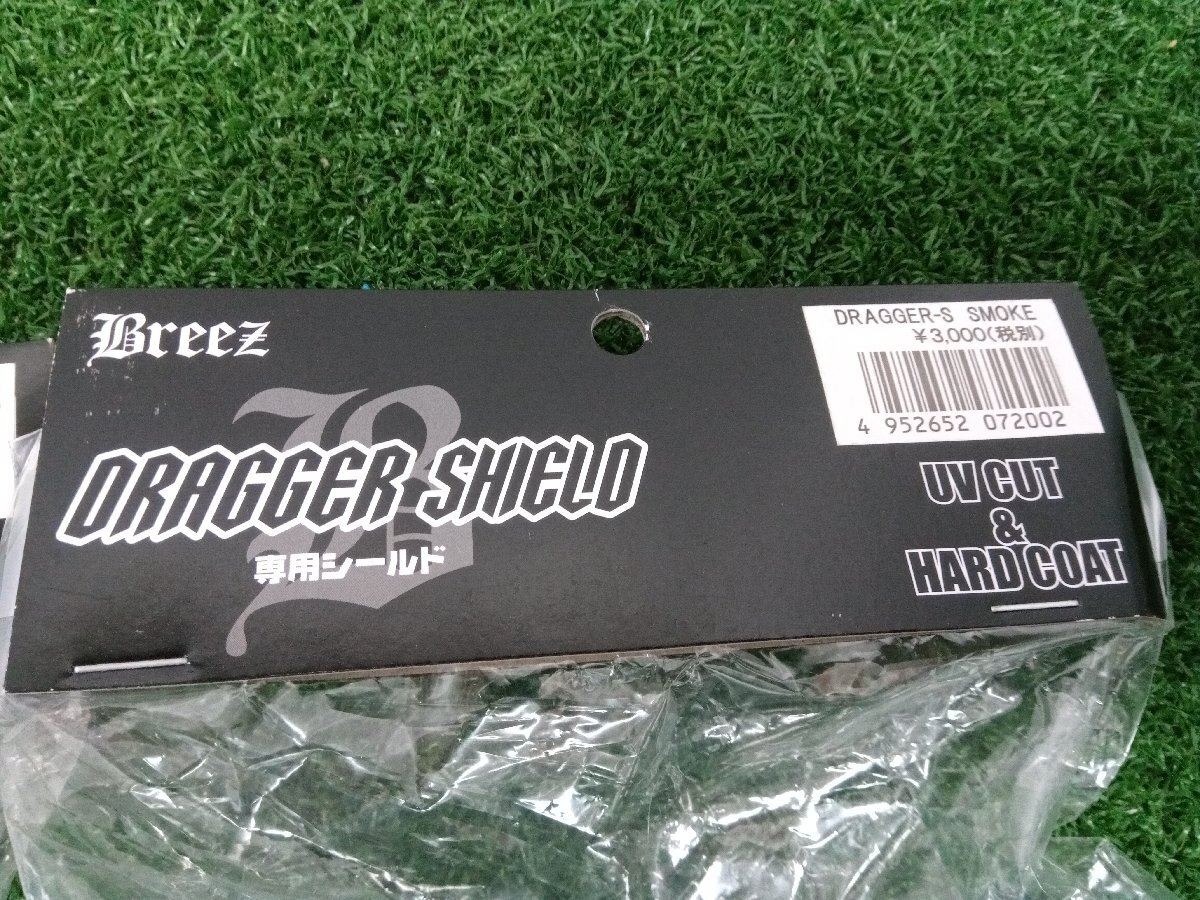 Breez
DRAGGER SHIELD
専用シールド
DRAGGER-S SMOKE
¥3,000(税別)
4 952652 072002
UV CUT
&
HARD COAT